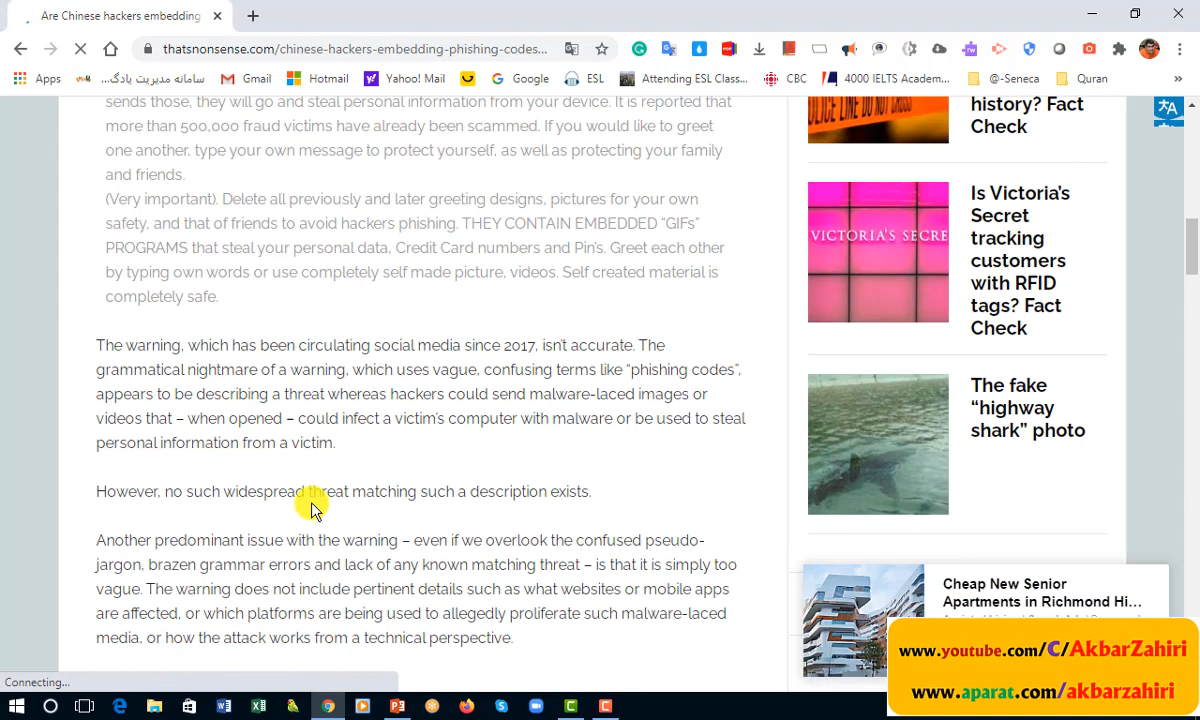 Are Chinese hackers embedding
thatsnonsense.com/chinese-hackers-embedding-phishing-codes...
Apps
سامانه مدیریت یادگ...
Gmail
Hotmail
Yahoo! Mail
Google
ESL
Attending ESL Class...
CBC
4000 IELTS Academ...
@-Seneca
Quran
»
sends those, they will go and steal personal information from your device. It is reported that
more than 500,000 fraud victims have already been scammed. If you would like to greet
one another, type your own message to protect yourself, as well as protecting your family
and friends.
(Very important). Delete all previously and later greeting designs, pictures for your own
safety, and that of friends to avoid hackers phishing. THEY CONTAIN EMBEDDED “GIFs”
PROGRAMS that steal your personal data, Credit Card numbers and Pin’s. Greet each other
by typing own words or use completely self made picture, videos. Self created material is
completely safe.
The warning, which has been circulating social media since 2017, isn’t accurate. The
grammatical nightmare of a warning, which uses vague, confusing terms like “phishing codes”,
appears to be describing a threat whereas hackers could send malware-laced images or
videos that – when opened – could infect a victim’s computer with malware or be used to steal
personal information from a victim.
However, no such widespread threat matching such a description exists.
Another predominant issue with the warning – even if we overlook the confused pseudo-
jargon, brazen grammar errors and lack of any known matching threat – is that it is simply too
vague. The warning does not include pertinent details such as what websites or mobile apps
are affected, or which platforms are being used to allegedly proliferate such malware-laced
media, or how the attack works from a technical perspective.
POLICE LINE DO NOT CROSS
history? Fact
Check
VICTORIA'S SECRE
Is Victoria’s
Secret
tracking
customers
with RFID
tags? Fact
Check
The fake
“highway
shark” photo
Cheap New Senior
Apartments in Richmond Hi...
Connecting...
www.youtube.com/C/AkbarZahiri
www.aparat.com/akbarzahiri